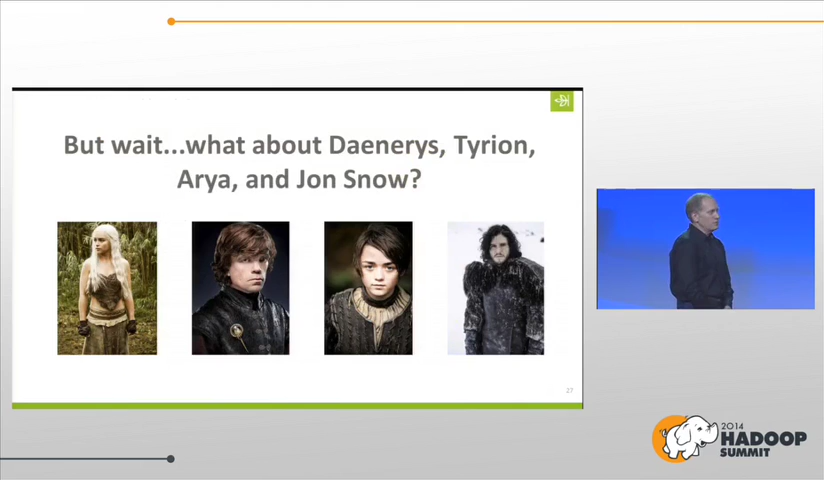 But wait...what about Daenerys, Tyrion,
Arya, and Jon Snow?
27
2014
HADOOP
SUMMIT